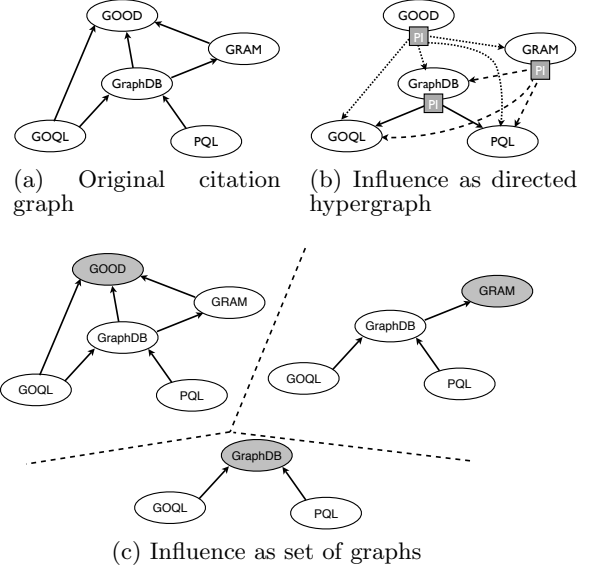 GOOD
GRAM
GraphDB
GOQL
PQL
(a) Original citation
graph
GOOD
PI
GRAM
PI
GraphDB
PI
GOQL
PQL
(b) Influence as directed
hypergraph
GOOD
GRAM
GraphDB
GOQL
PQL
GRAM
GraphDB
GOQL
PQL
GraphDB
GOQL
PQL
(c) Influence as set of graphs